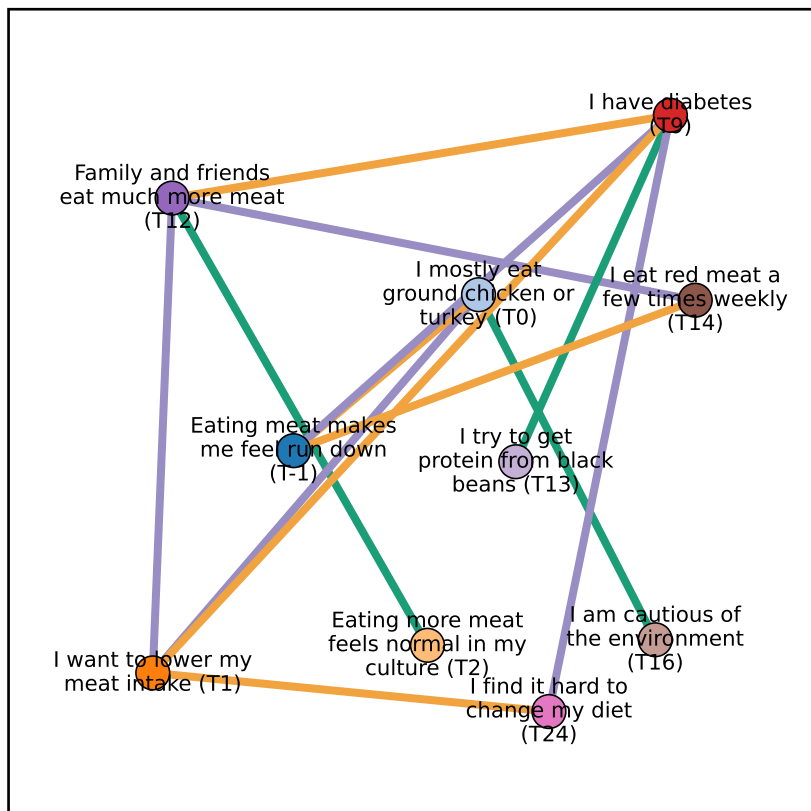 I have diabetes
(T9)
Family and friends
eat much more meat
(T12)
I mostly eat
ground chicken or
turkey (T0)
I eat red meat a
few times weekly
(T14)
Eating meat makes
me feel run down
(T-1)
I try to get
protein from black
beans (T13)
Eating more meat
feels normal in my
culture (T2)
I am cautious of
the environment
(T16)
I want to lower my
meat intake (T1)
I find it hard to
change my diet
(T24)